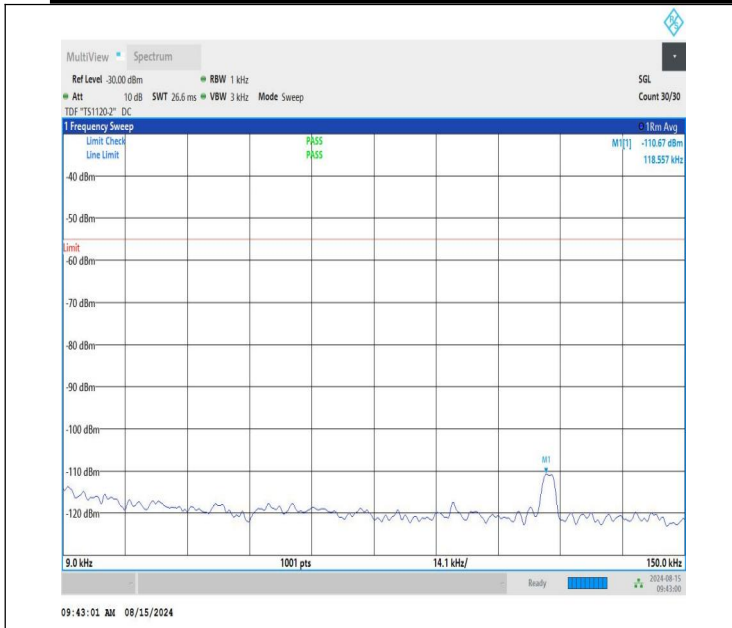 R S
MultiView Spectrum
Ref Level -30.00 dBm RBW 1 kHz SGL
Att 10 dB SWT 26.6 ms VBW 3 kHz Mode Sweep Count 30/30
TDF "TS1120-2" DC
1 Frequency Sweep 1Rm Avg
Limit Check PASS M1[1] -110.67 dBm
Line Limit PASS 118.557 kHz
-40 dBm
-50 dBm
Limit
-60 dBm
-70 dBm
-80 dBm
-90 dBm
-100 dBm
M1
-110 dBm
-120 dBm
9.0 kHz 1001 pts 14.1 kHz/ 150.0 kHz
Ready 2024-08-15
09:43:00
09:43:01 AM 08/15/2024